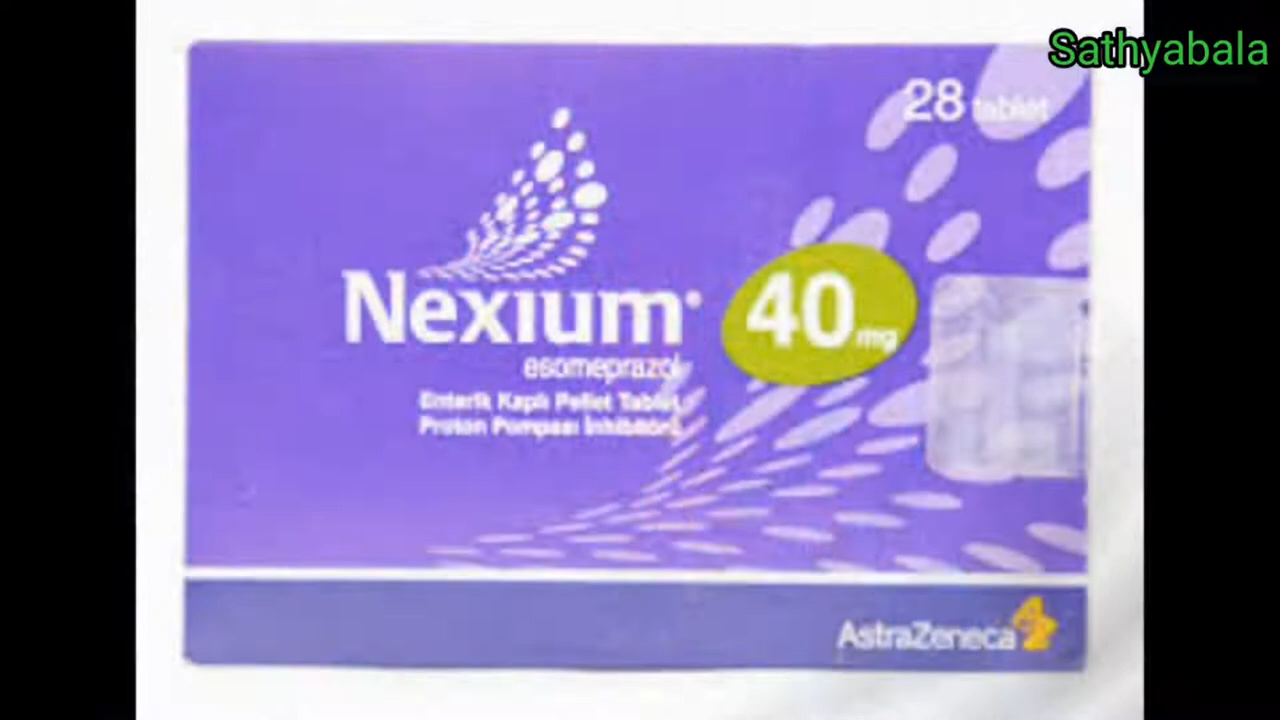 Sathyabala
28 tablet
Nexium
40 mg
esomeprazol
Enterik Kaplı Pellet Tablet
Proton Pompası İnhibitörü
AstraZeneca